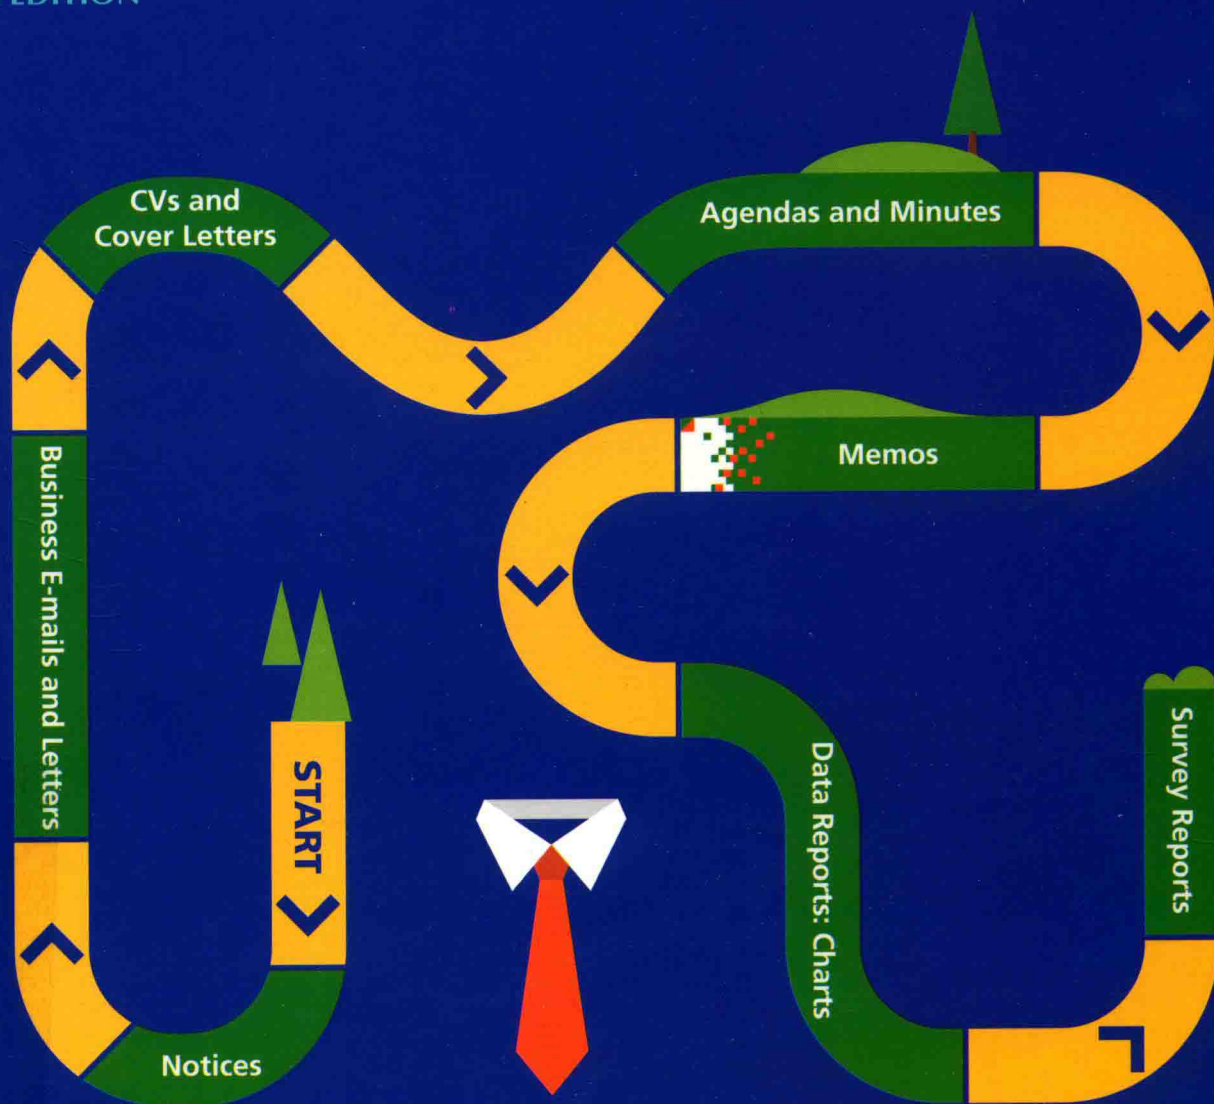 EDITION
CVs and
Cover Letters
Agendas and Minutes
Memos
Business E-mails and Letters
START
Data Reports: Charts
Survey Reports
Notices